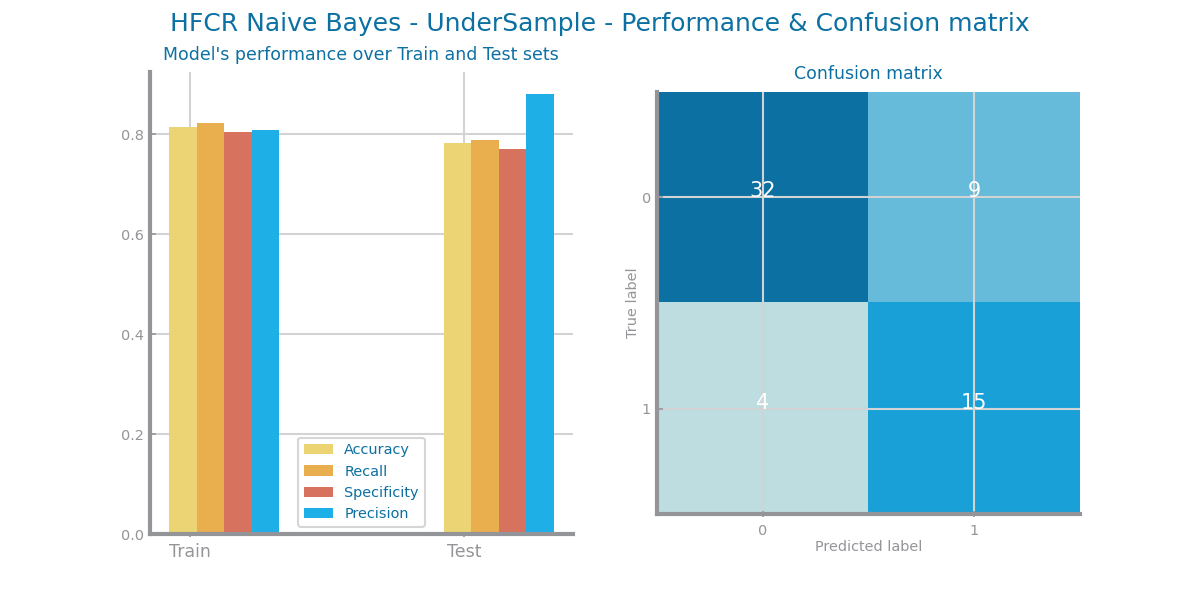 HFCR Naive Bayes - UnderSample - Performance & Confusion matrix
Model's performance over Train and Test sets
0.8
0.6
0.4
0.2
0.0
Train
Test
Accuracy
Recall
Specificity
Precision
Confusion matrix
True label
0
1
32
9
4
15
0
1
Predicted label